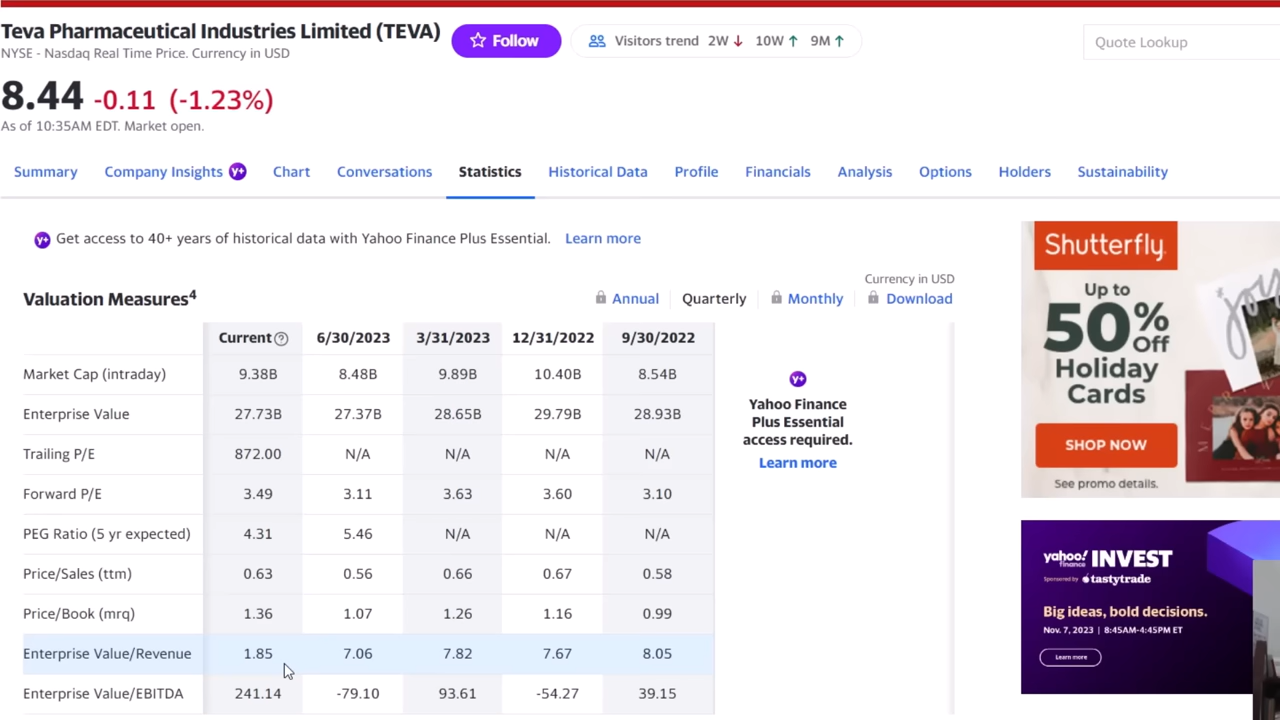 Teva Pharmaceutical Industries Limited (TEVA)
Follow
Visitors trend 2W ↓ 10W ↑ 9M ↑
Quote Lookup
NYSE - Nasdaq Real Time Price. Currency in USD
8.44 -0.11 (-1.23%)
As of 10:35AM EDT. Market open.
Summary Company Insights y+ Chart Conversations Statistics Historical Data Profile Financials Analysis Options Holders Sustainability
y+ Get access to 40+ years of historical data with Yahoo Finance Plus Essential. Learn more
Currency in USD
Valuation Measures4
Annual Quarterly Monthly Download
Current ? 6/30/2023 3/31/2023 12/31/2022 9/30/2022
Market Cap (intraday) 9.38B 8.48B 9.89B 10.40B 8.54B
Enterprise Value 27.73B 27.37B 28.65B 29.79B 28.93B
Trailing P/E 872.00 N/A N/A N/A N/A
Forward P/E 3.49 3.11 3.63 3.60 3.10
PEG Ratio (5 yr expected) 4.31 5.46 N/A N/A N/A
Price/Sales (ttm) 0.63 0.56 0.66 0.67 0.58
Price/Book (mrq) 1.36 1.07 1.26 1.16 0.99
Enterprise Value/Revenue 1.85 7.06 7.82 7.67 8.05
Enterprise Value/EBITDA 241.14 -79.10 93.61 -54.27 39.15
y+
Yahoo Finance
Plus Essential
access required.
Learn more
Shutterfly
Up to
50% Off
Holiday
Cards
SHOP NOW
See promo details.
joy
yahoo! finance INVEST
Sponsored by tastytrade
Big ideas, bold decisions.
Nov. 7, 2023 | 8:45AM-4:45PM ET
Learn more